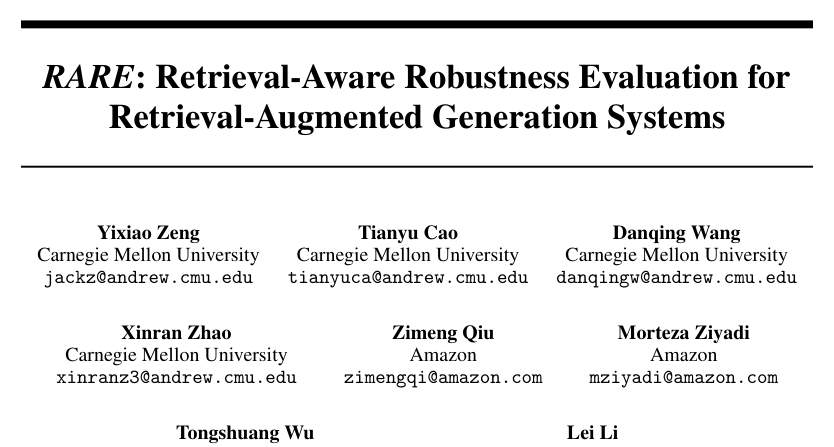 RARE: Retrieval-Aware Robustness Evaluation for
Retrieval-Augmented Generation Systems
Yixiao Zeng Tianyu Cao Danqing Wang
Carnegie Mellon University Carnegie Mellon University Carnegie Mellon University
jackz@andrew.cmu.edu tianyuca@andrew.cmu.edu danqingw@andrew.cmu.edu
Xinran Zhao Zimeng Qiu Morteza Ziyadi
Carnegie Mellon University Amazon Amazon
xinranz3@andrew.cmu.edu zimengqi@amazon.com mziyadi@amazon.com
Tongshuang Wu Lei Li